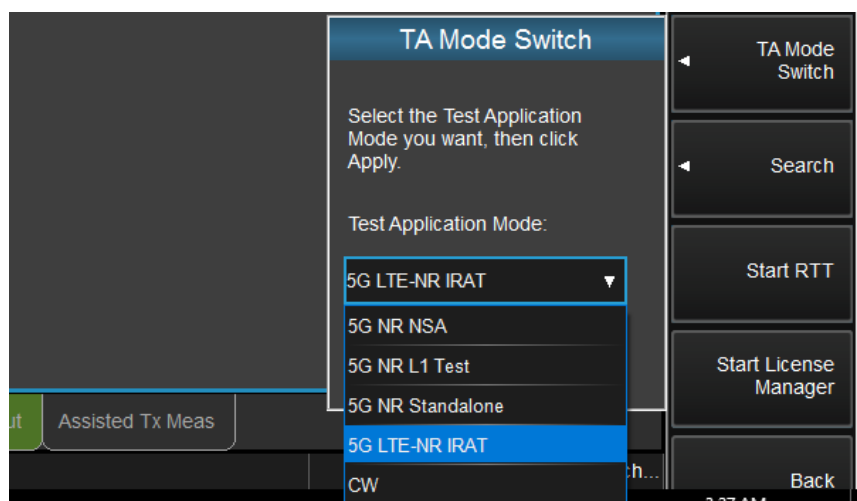 TA Mode Switch
Select the Test Application
Mode you want, then click
Apply.
Test Application Mode:
5G LTE-NR IRAT
5G NR NSA
5G NR L1 Test
5G NR Standalone
5G LTE-NR IRAT
CW
TA Mode
Switch
Search
Start RTT
Start License
Manager
Back
Assisted Tx Meas